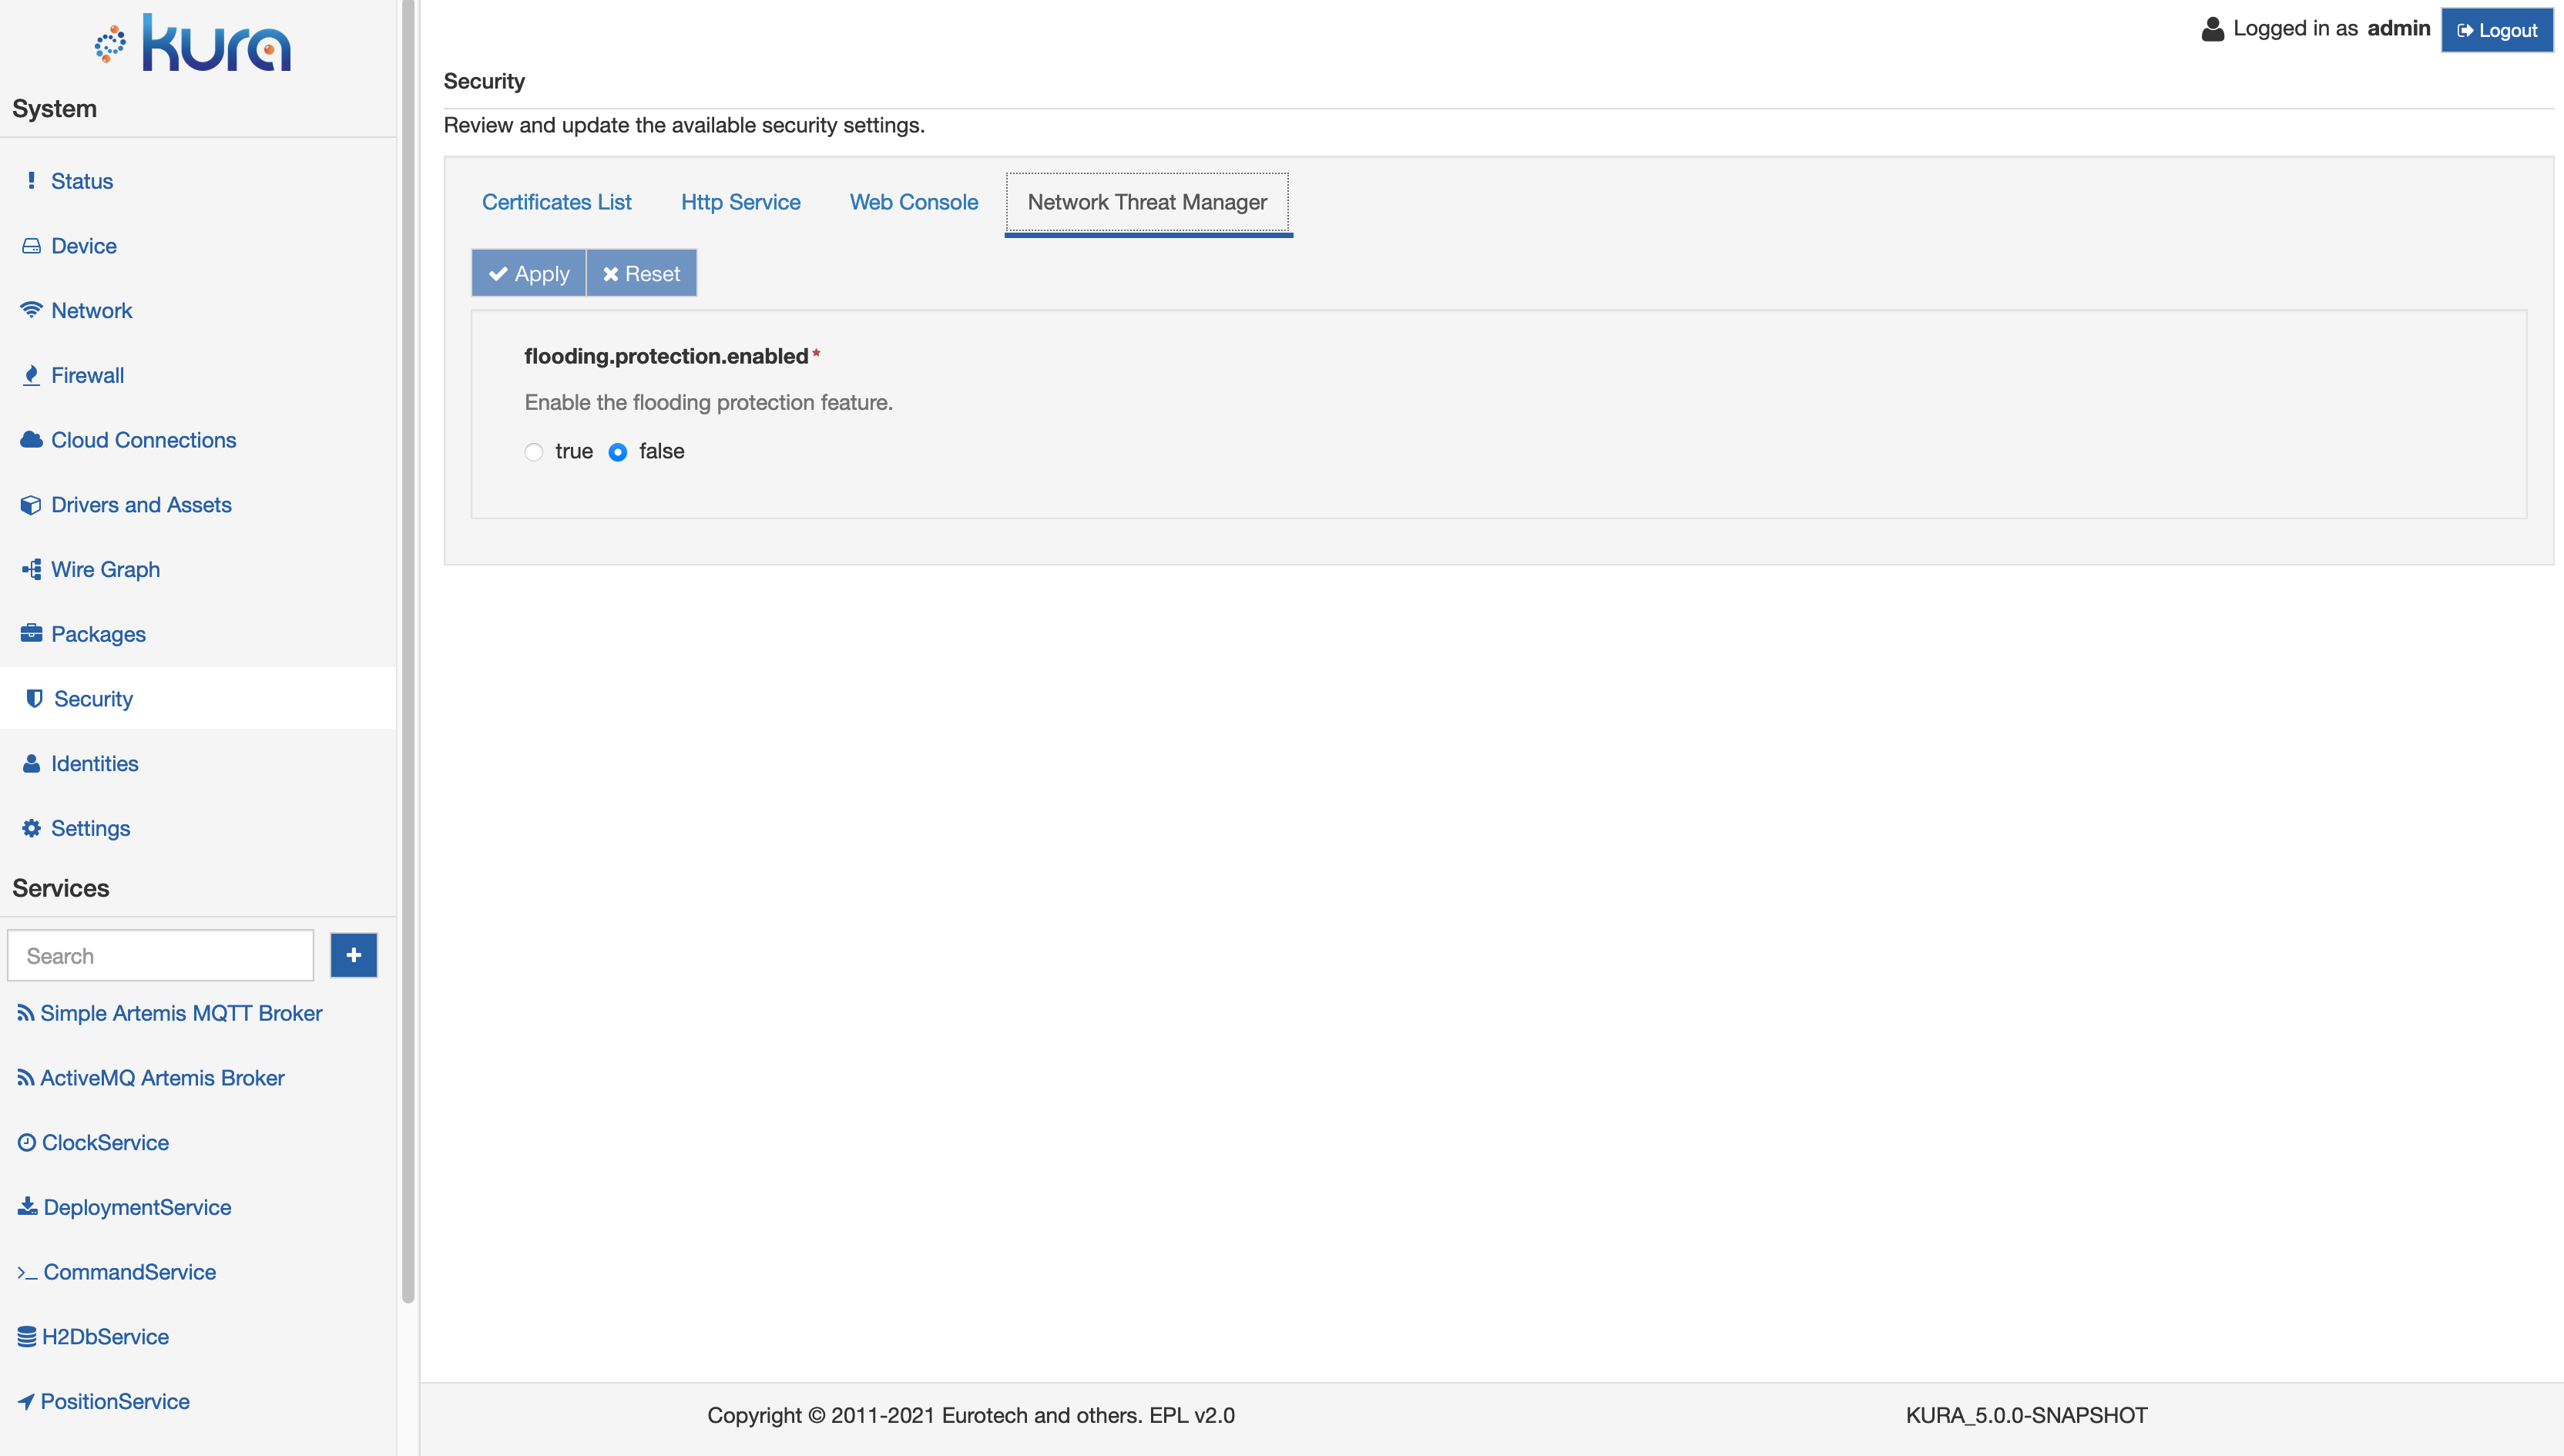 kura
System
Status
Device
Network
Firewall
Cloud Connections
Drivers and Assets
Wire Graph
Packages
Security
Identities
Settings
Services
Search
Simple Artemis MQTT Broker
ActiveMQ Artemis Broker
ClockService
DeploymentService
CommandService
H2DbService
PositionService
Logged in as admin
Logout
Security
Review and update the available security settings.
Certificates List Http Service Web Console Network Threat Manager
Apply Reset
flooding.protection.enabled*
Enable the flooding protection feature.
true false
Copyright © 2011-2021 Eurotech and others. EPL v2.0 KURA_5.0.0-SNAPSHOT